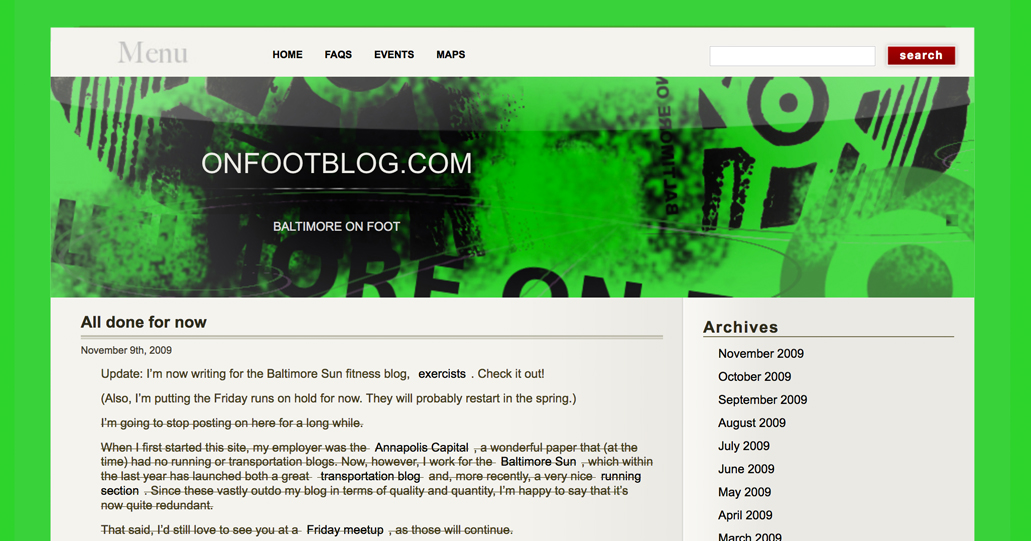 Menu HOME FAQS EVENTS MAPS search
ONFOOTBLOG.COM
BALTIMORE ON FOOT
BALTIMORE ON
MORE ON
All done for now
November 9th, 2009
Update: I'm now writing for the Baltimore Sun fitness blog, exercists . Check it out!
(Also, I'm putting the Friday runs on hold for now. They will probably restart in the spring.)
I'm going to stop posting on here for a long while.
When I first started this site, my employer was the Annapolis Capital , a wonderful paper that (at the
time) had no running or transportation blogs. Now, however, I work for the Baltimore Sun , which within
the last year has launched both a great transportation blog and, more recently, a very nice running
section . Since these vastly outdo my blog in terms of quality and quantity, I'm happy to say that it's
now quite redundant.
That said, I'd still love to see you at a Friday meetup , as those will continue.
Archives
November 2009
October 2009
September 2009
August 2009
July 2009
June 2009
May 2009
April 2009
March 2009